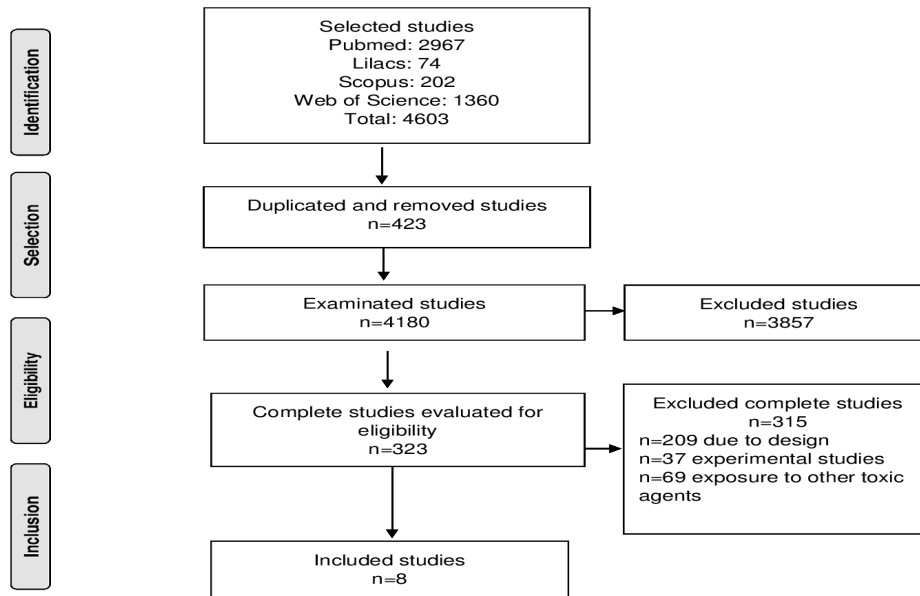 Identification
Selected studies
Pubmed: 2967
Lilacs: 74
Scopus: 202
Web of Science: 1360
Total: 4603
Selection
Duplicated and removed studies
n=423
Examinated studies
n=4180
Excluded studies
n=3857
Eligibility
Complete studies evaluated for
eligibility
n=323
Excluded complete studies
n=315
n=209 due to design
n=37 experimental studies
n=69 exposure to other toxic
agents
Inclusion
Included studies
n=8